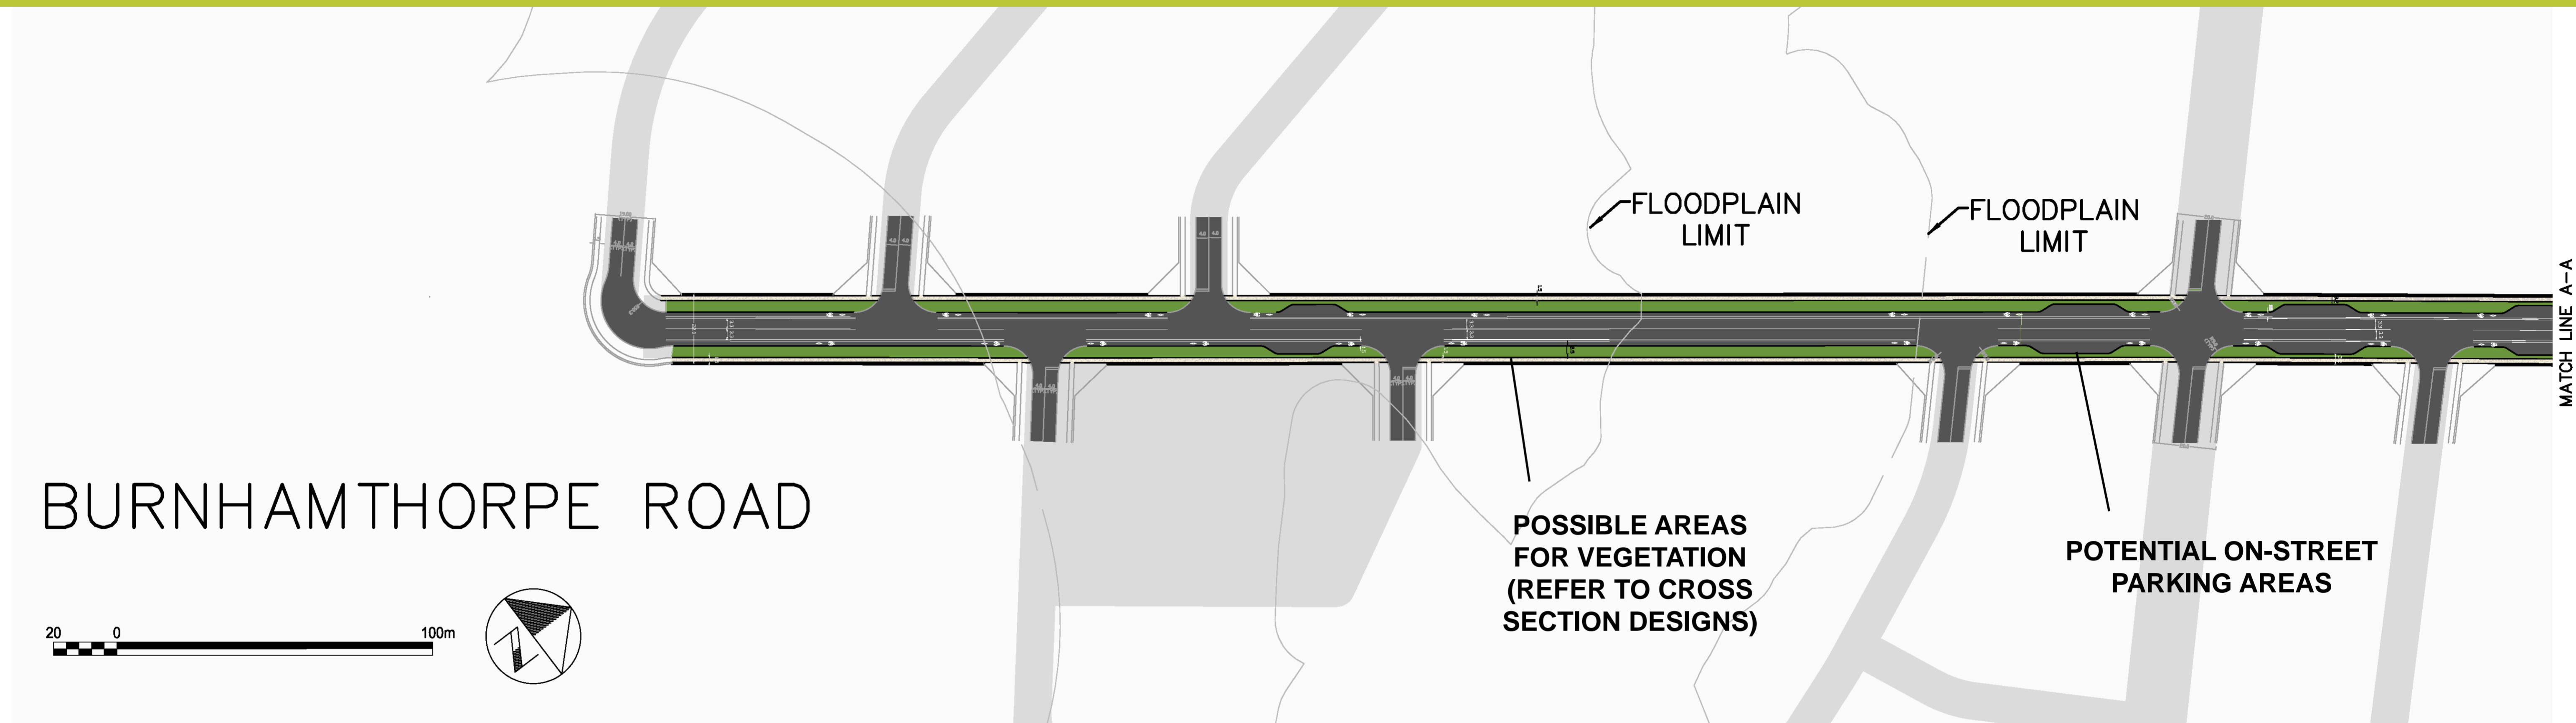 FLOODPLAIN
LIMIT
FLOODPLAIN
LIMIT
MATCH LINE A-A
BURNHAMTHORPE ROAD
POSSIBLE AREAS
FOR VEGETATION
(REFER TO CROSS
SECTION DESIGNS)
POTENTIAL ON-STREET
PARKING AREAS
20 0 100m